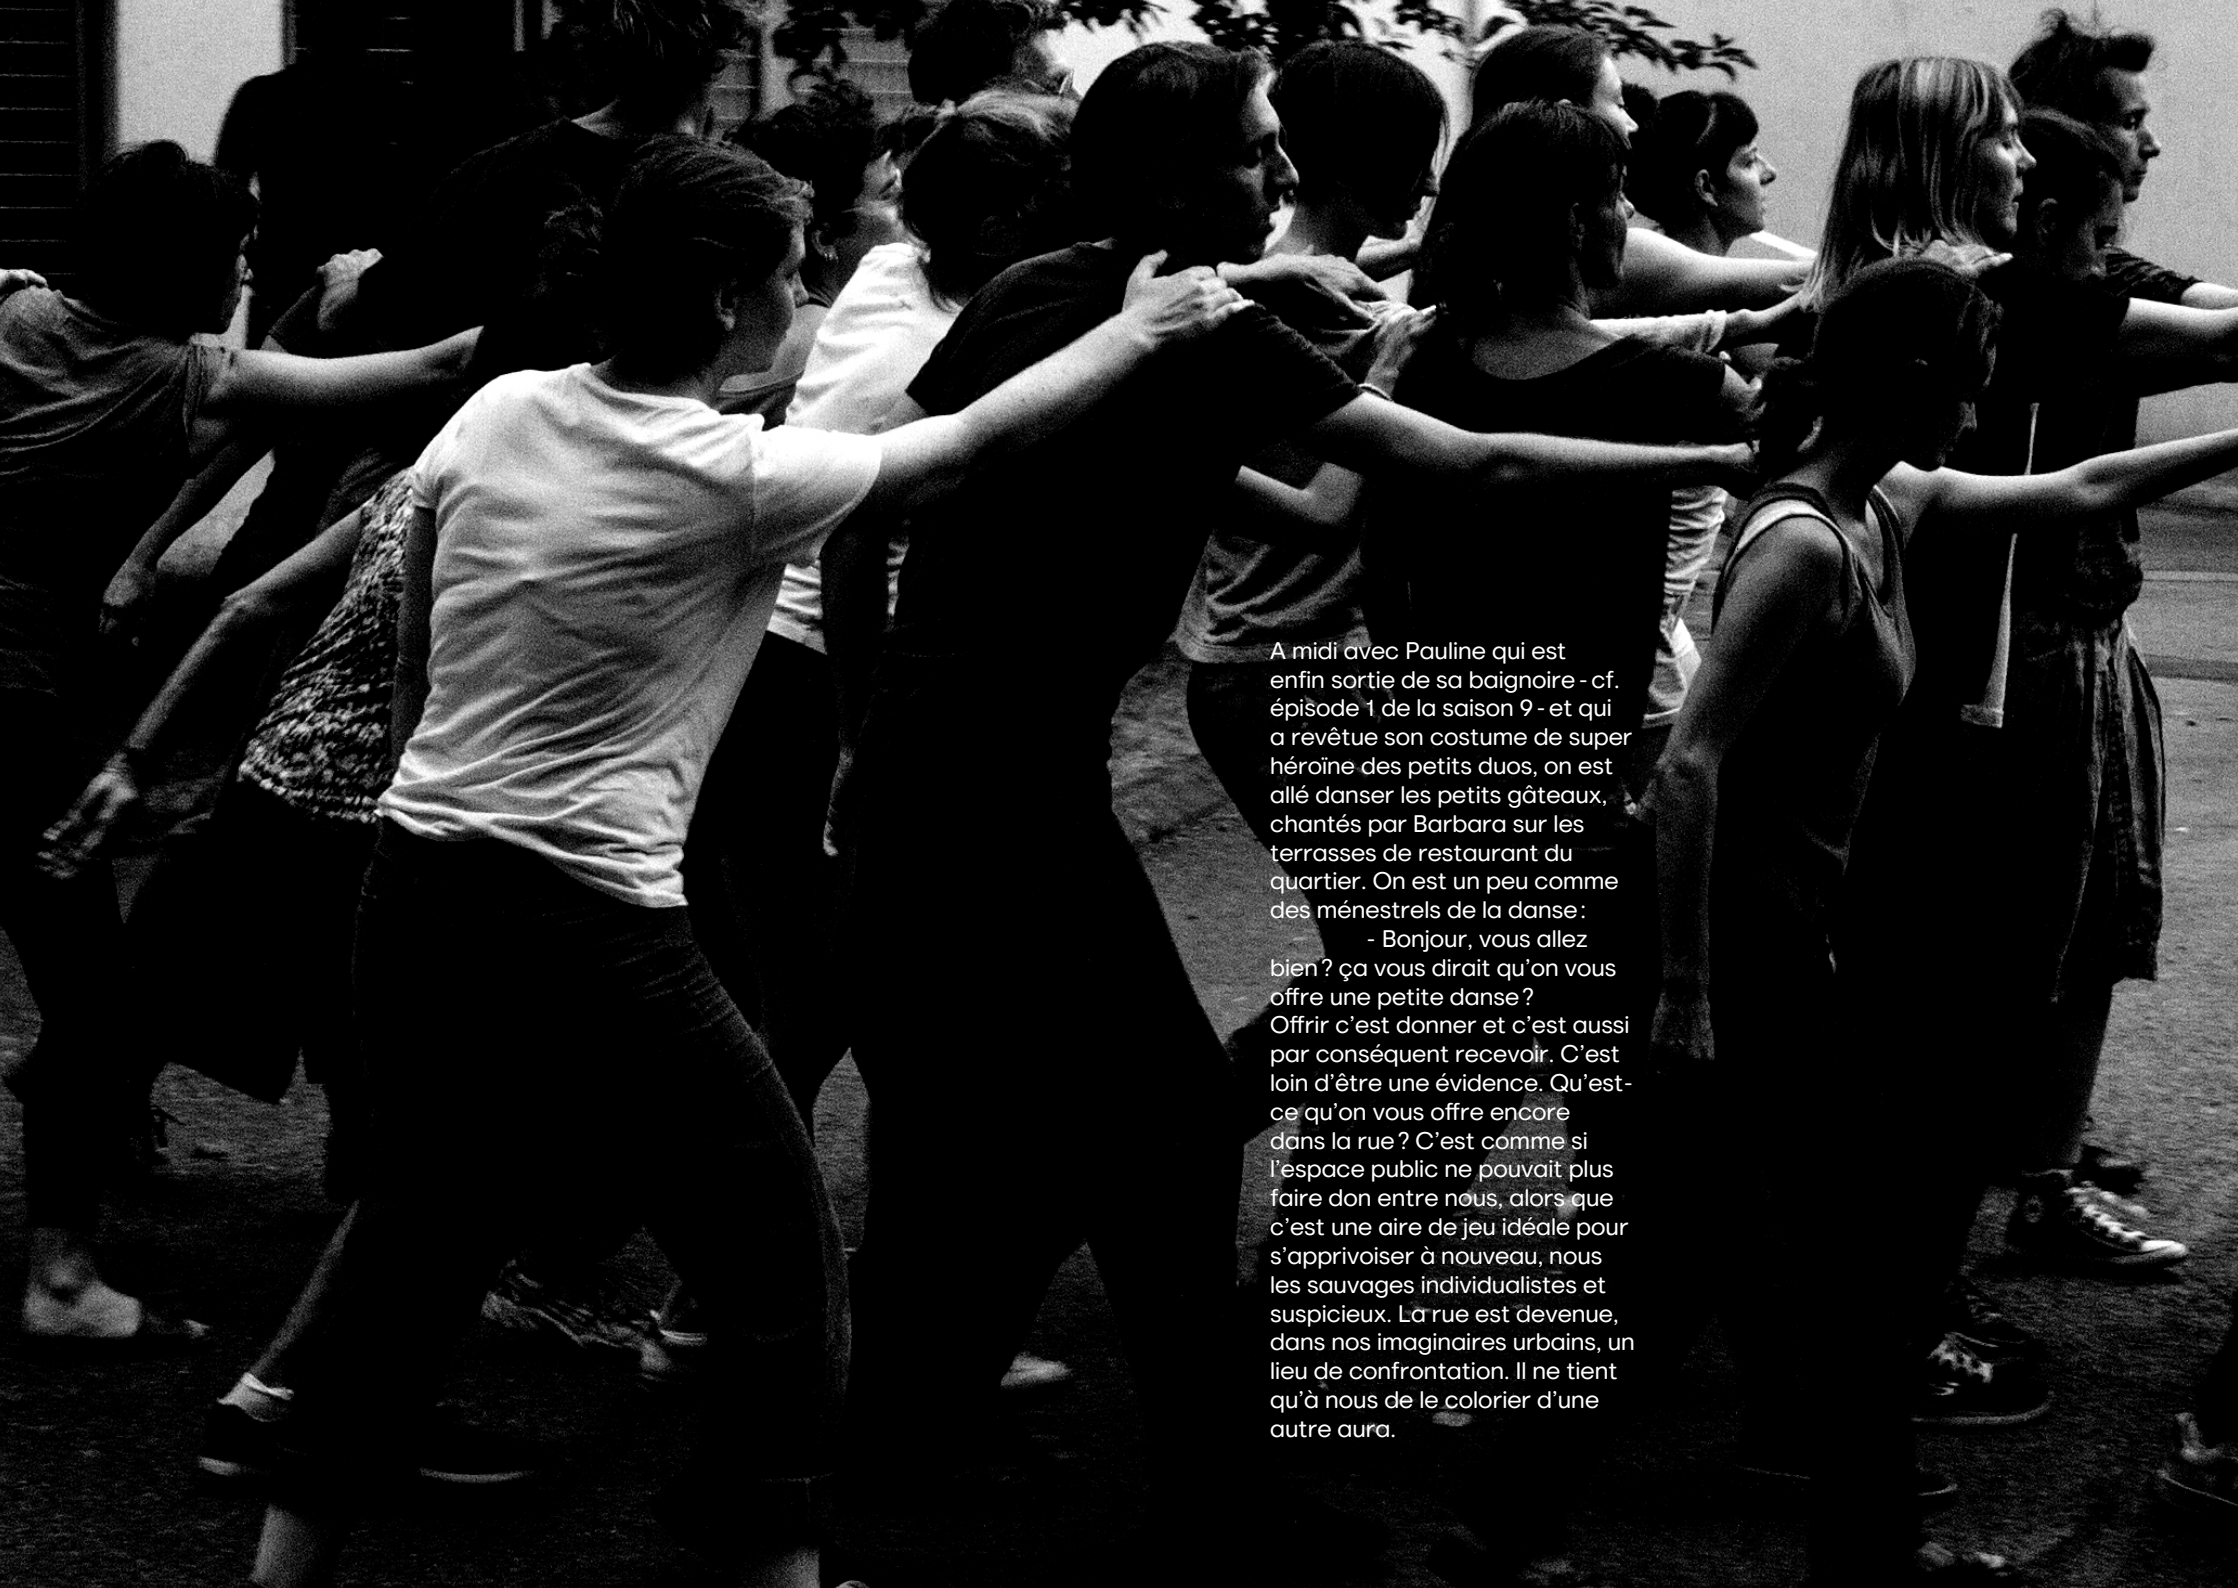 A midi avec Pauline qui est
enfin sortie de sa baignoire - cf.
épisode 1 de la saison 9 - et qui
a revêtue son costume de super
héroïne des petits duos, on est
allé danser les petits gâteaux,
chantés par Barbara sur les
terrasses de restaurant du
quartier. On est un peu comme
des ménestrels de la danse :
- Bonjour, vous allez
bien ? ça vous dirait qu’on vous
offre une petite danse ?
Offrir c’est donner et c’est aussi
par conséquent recevoir. C’est
loin d’être une évidence. Qu’est-
ce qu’on vous offre encore
dans la rue ? C’est comme si
l’espace public ne pouvait plus
faire don entre nous, alors que
c’est une aire de jeu idéale pour
s’apprivoiser à nouveau, nous
les sauvages individualistes et
suspicieux. La rue est devenue,
dans nos imaginaires urbains, un
lieu de confrontation. Il ne tient
qu’à nous de le colorier d’une
autre aura.